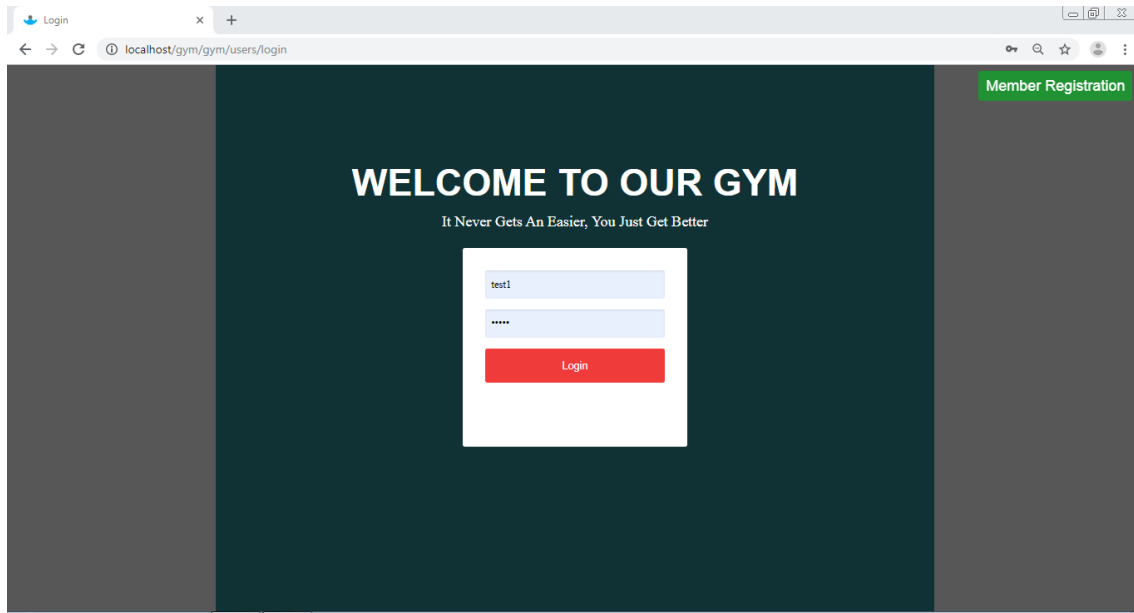 Login
localhost/gym/gym/users/login
Member Registration
WELCOME TO OUR GYM
It Never Gets An Easier, You Just Get Better
test1
•••••
Login